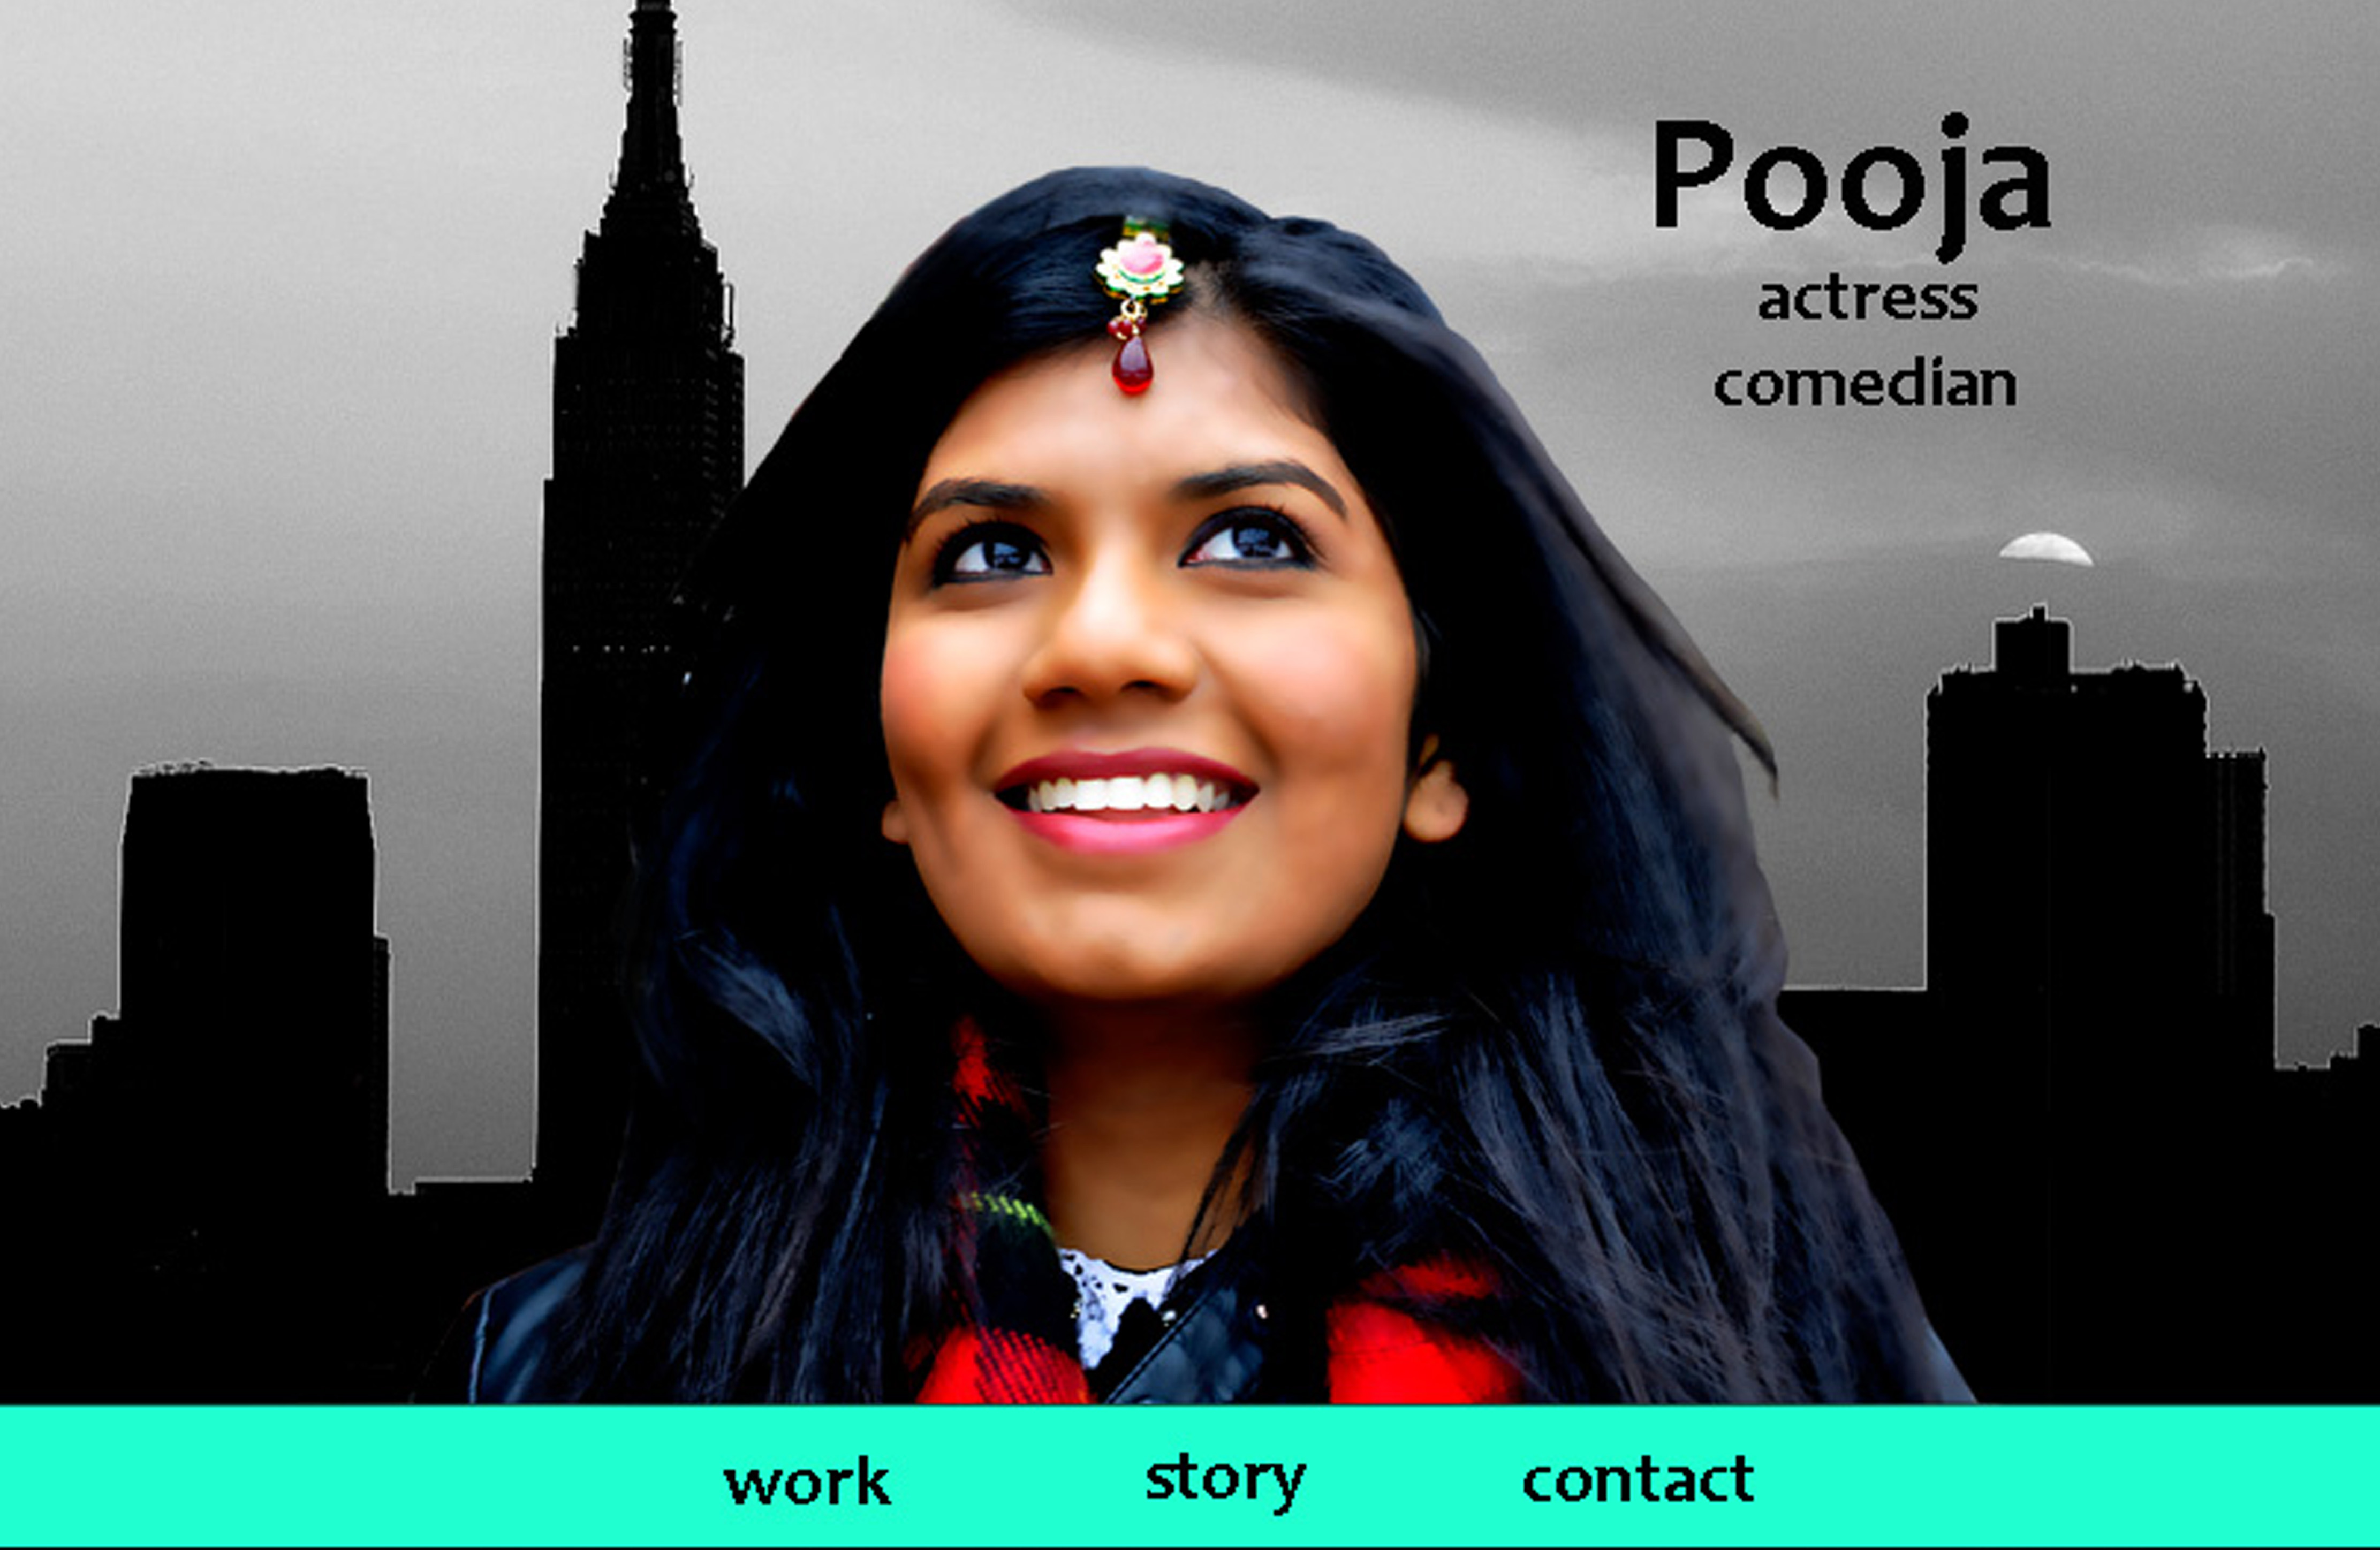 Pooja
actress
comedian
work story contact